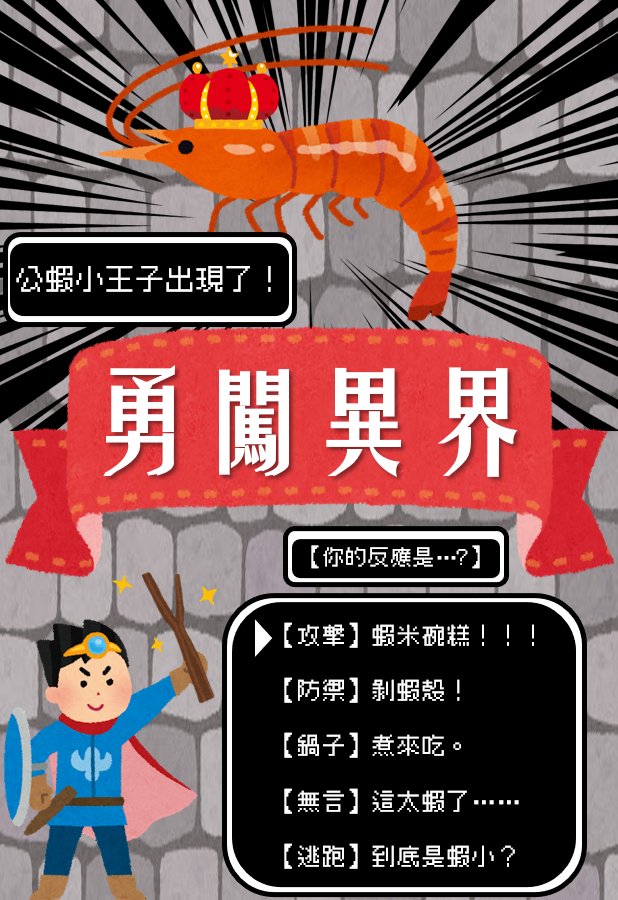 公蝦小王子出現了！
勇闖異界
【你的反應是…?】
【攻擊】蝦米碗糕！！！
【防禦】剝蝦殼！
【鍋子】煮來吃。
【無言】這太蝦了……
【逃跑】到底是蝦小？